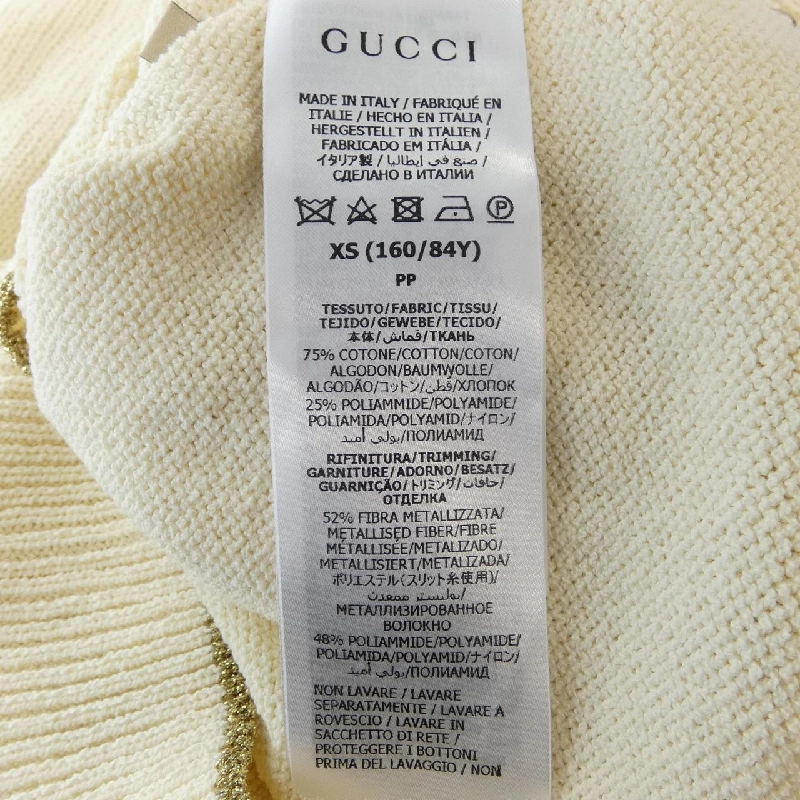 GUCCI
MADE IN ITALY / FABRIQUÉ EN
ITALIE / HECHO EN ITALIA /
HERGESTELLT IN ITALIEN /
FABRICADO EM ITÁLIA /
イタリア製 / صنع في إيطاليا /
СДЕЛАНО В ИТАЛИИ
P
XS (160/84Y)
PP
TESSUTO/FABRIC/TISSU/
TEJIDO/GEWEBE/TECIDO/
本体/قماش/ТКАНЬ
75% COTONE/COTTON/COTON/
ALGODON/BAUMWOLLE/
ALGODÃO/コットン/قطن/ХЛОПОК
25% POLIAMMIDE/POLYAMIDE/
POLIAMIDA/POLYAMID/ナイロン/
بولي أميد/ПОЛИАМИД
RIFINITURA/TRIMMING/
GARNITURE/ADORNO/BESATZ/
GUARNIÇÃO/トリミング/حافات/
ОТДЕЛКА
52% FIBRA METALLIZZATA/
METALLISED FIBER/FIBRE
MÉTALLISÉE/METALIZADO/
METALLISIERT/METALIZADA/
ポリエステル(スリット糸使用)/
بوليستر ممعدن/
МЕТАЛЛИЗИРОВАННОЕ
ВОЛОКНО
48% POLIAMMIDE/POLYAMIDE/
POLIAMIDA/POLYAMID/ナイロン/
بولي أميد/ПОЛИАМИД
NON LAVARE / LAVARE
SEPARATAMENTE / LAVARE A
ROVESCIO / LAVARE IN
SACCHETTO DI RETE /
PROTEGGERE I BOTTONI
PRIMA DEL LAVAGGIO / NON